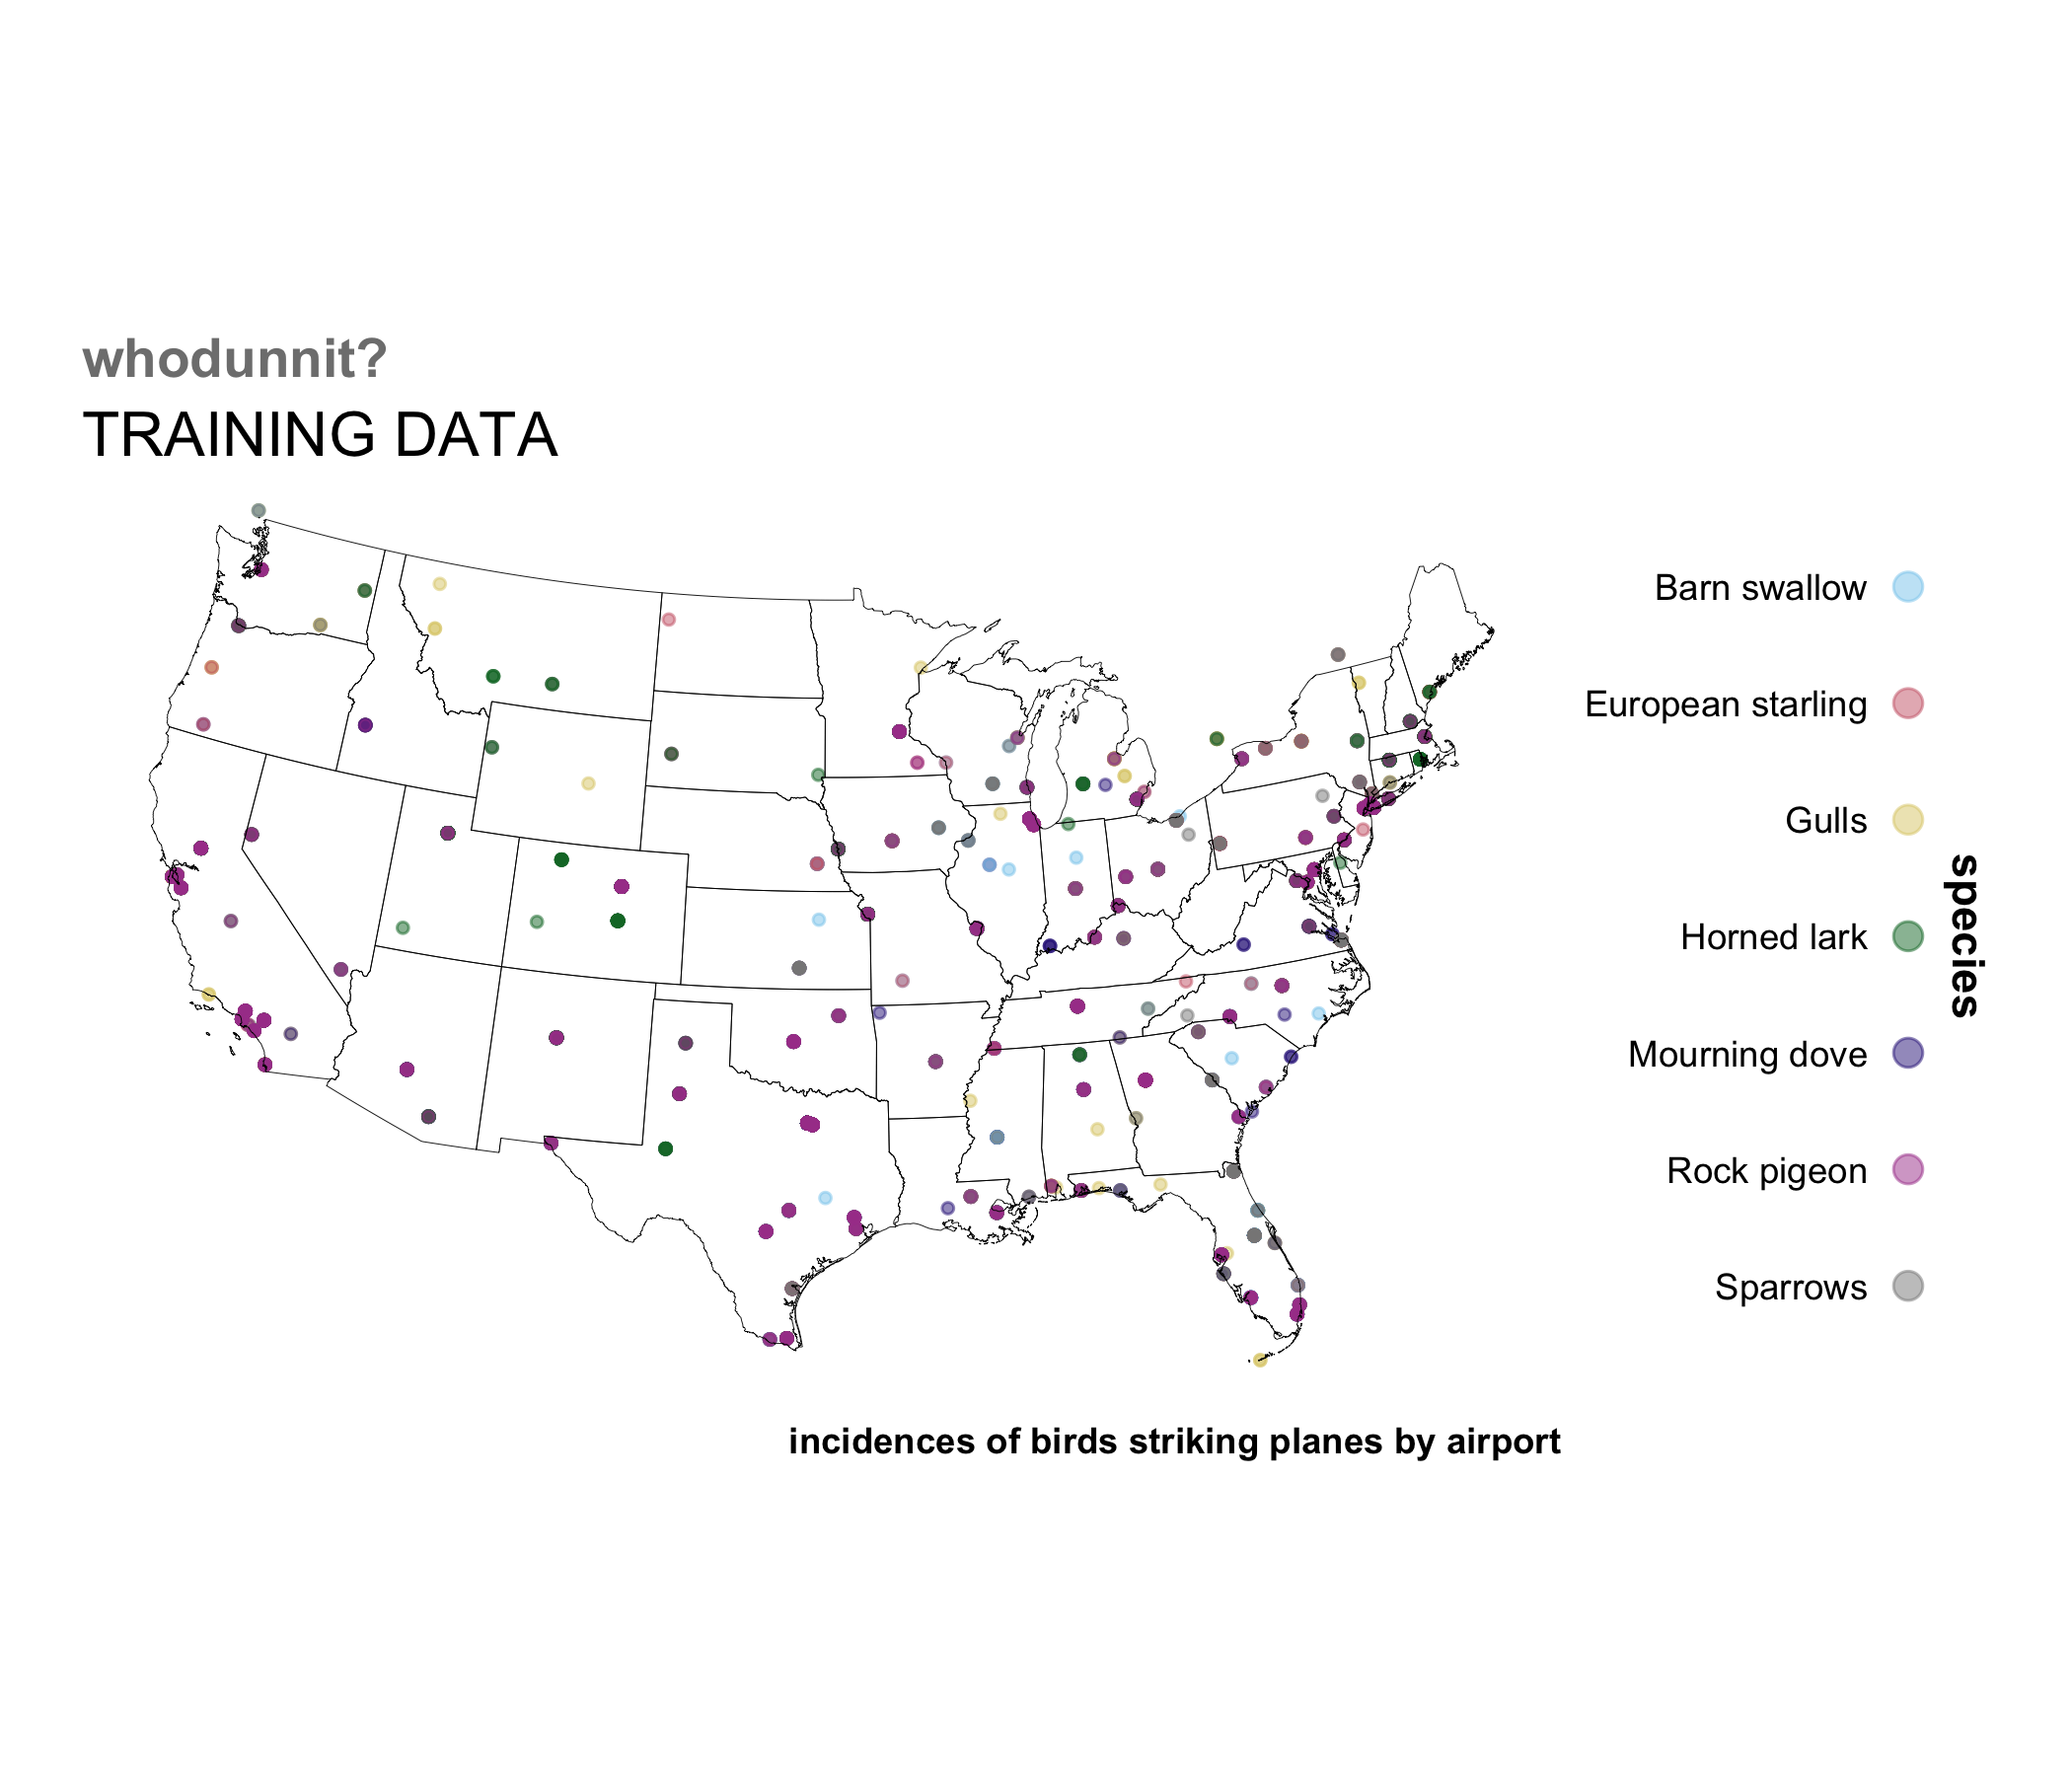 whodunnit?
TRAINING DATA
Barn swallow
European starling
Gulls
Horned lark
Mourning dove
Rock pigeon
Sparrows
species
incidences of birds striking planes by airport